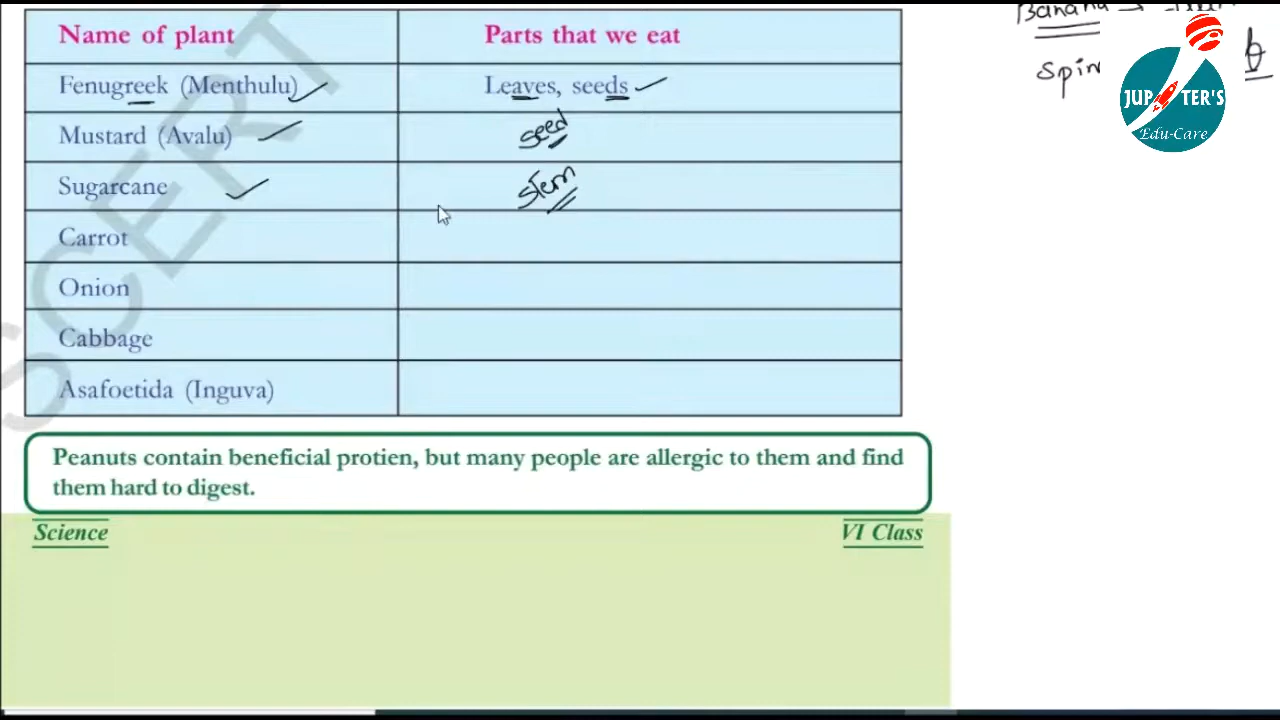 Name of plant Parts that we eat
Fenugreek (Menthulu) Leaves, seeds
Mustard (Avalu) seed
Sugarcane stem
Carrot
Onion
Cabbage
Asafoetida (Inguva)
Peanuts contain beneficial protien, but many people are allergic to them and find
them hard to digest.
Science VI Class
SCERT
Banana →
Spin
JUPITER'S
Edu-Care